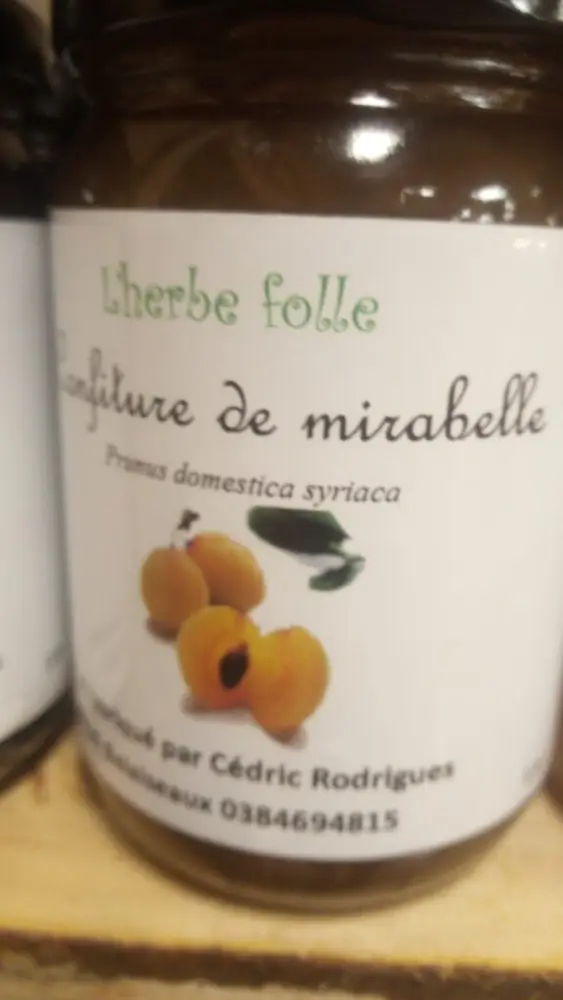 L'herbe folle
Confiture de mirabelle
Prunus domestica syriaca
par Cédric Rodrigues
0384694815